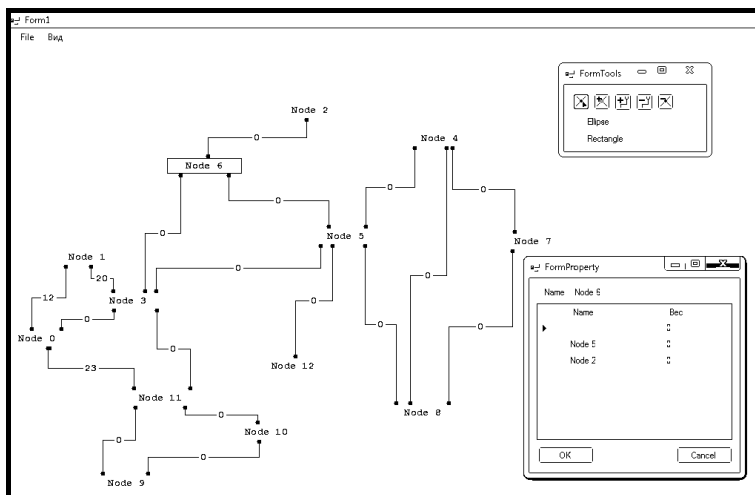 Form1
File Вид
FormTools
Ellipse
Rectangle
Node 2
0
Node 4
Node 6
0
0
0
Node 5
Node 7
0
Node 1
20
0
12
Node 3
0
0
0
0
0
0
Node 0
Node 12
23
Node 11
Node 8
0
Node 10
0
0
Node 9
FormProperty
Name Node 6
Name Вес
0
Node 5 0
Node 2 0
OK Cancel